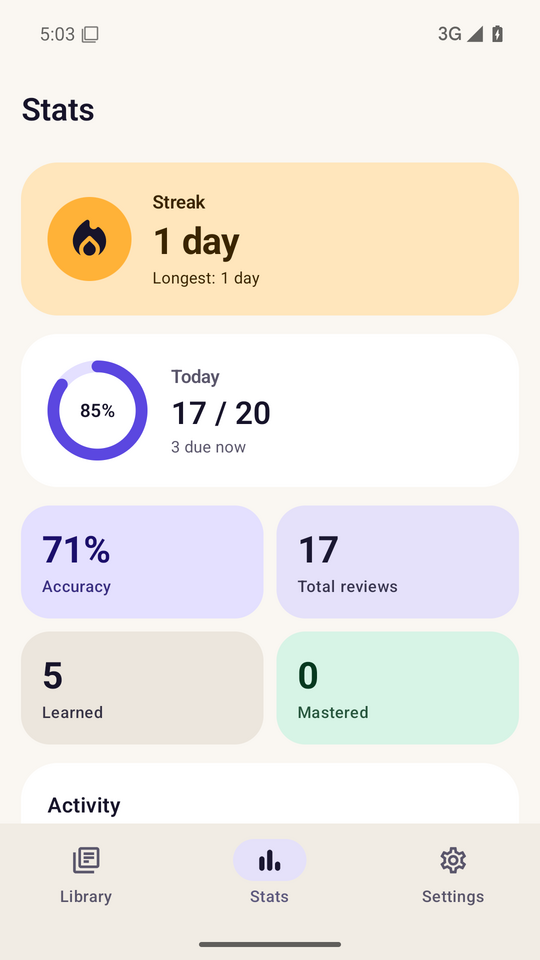 5:03
3G
Stats
Streak
1 day
Longest: 1 day
85%
Today
17 / 20
3 due now
71%
Accuracy
17
Total reviews
5
Learned
0
Mastered
Activity
Library
Stats
Settings